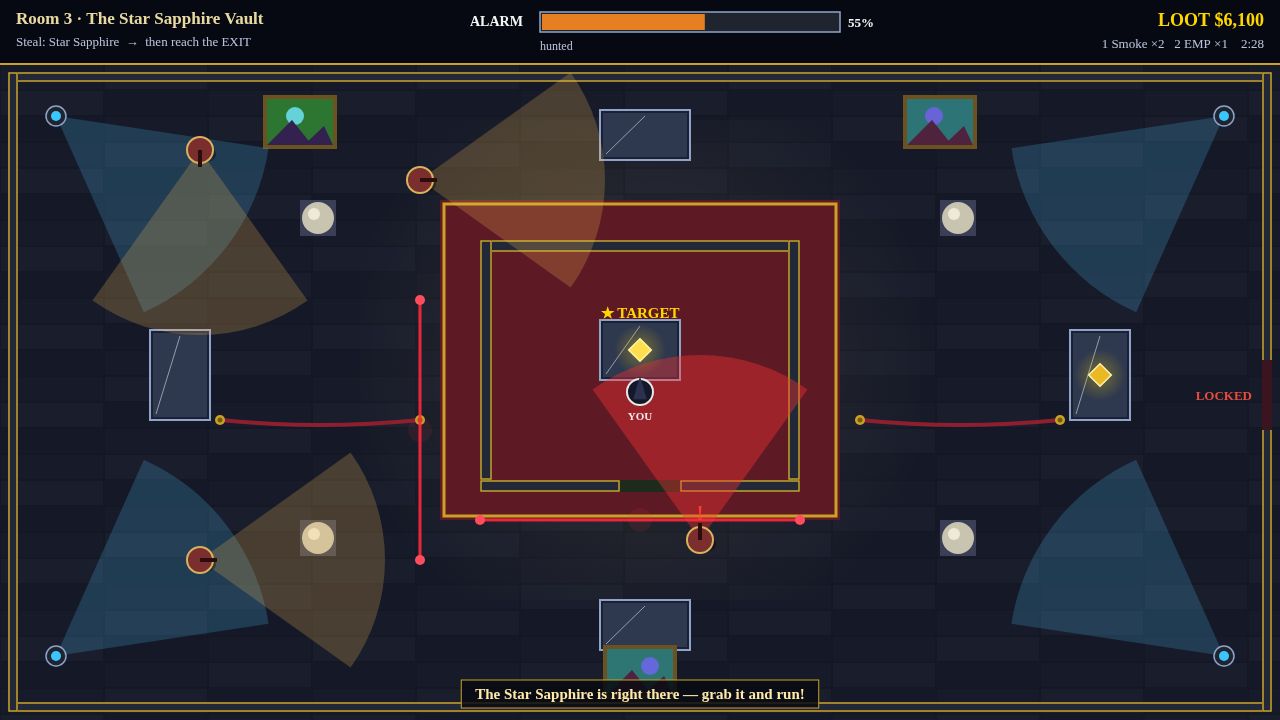 Room 3 · The Star Sapphire Vault
Steal: Star Sapphire → then reach the EXIT
ALARM
55%
hunted
LOOT $6,100
1 Smoke ×2 2 EMP ×1 2:28
★ TARGET
YOU
LOCKED
!
The Star Sapphire is right there — grab it and run!